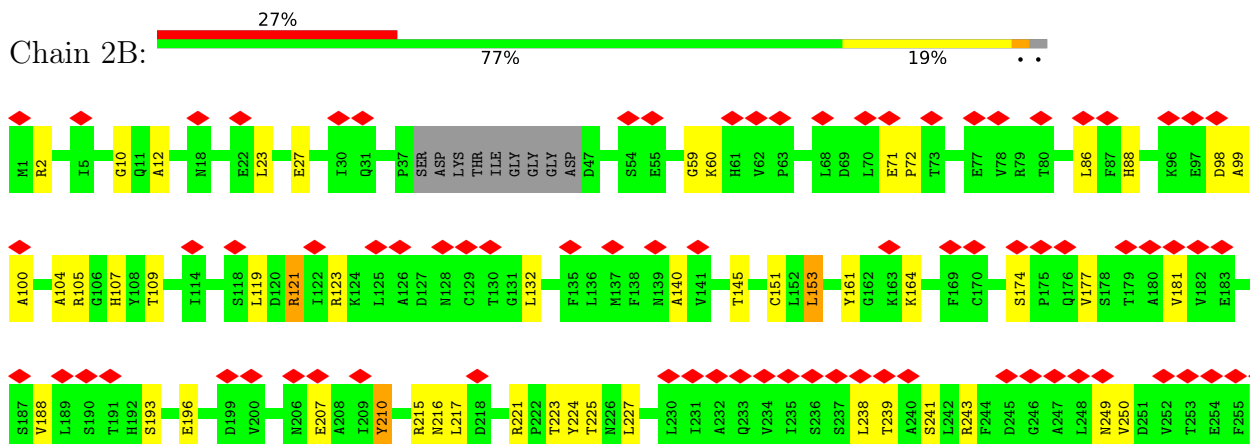 27%
Chain 2B:
77% 19% • •
M1 R2 I5 G10 Q11 A12 N18 E22 L23 E27 I30 Q31 P37 SER ASP LYS THR ILE GLY GLY GLY ASP D47 S54 E55 G59 K60 H61 V62 P63 L68 D69 L70 E71 P72 T73 E77 V78 R79 T80 L86 F87 H88 K96 E97 D98 A99
A100 A104 R105 G106 H107 Y108 T109 I114 S118 L119 D120 R121 I122 R123 K124 L125 A126 D127 N128 C129 T130 G131 L132 F135 L136 M137 F138 N139 A140 V141 T145 C151 L152 L153 Y161 G162 K163 K164 F169 C170 S174 P175 Q176 V177 S178 T179 A180 V181 V182 E183
S187 V188 L189 S190 T191 H192 S193 E196 D199 V200 N206 E207 A208 I209 Y210 R215 N216 L217 D218 R221 P222 T223 Y224 T225 N226 L227 L230 I231 A232 Q233 V234 I235 S236 S237 L238 T239 A240 S241 L242 R243 F244 D245 G246 A247 L248 N249 V250 D251 V252 T253 E254 F255